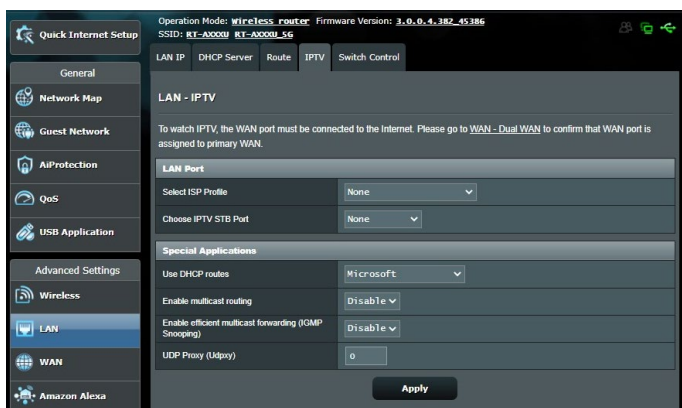 Quick Internet Setup
General
Network Map
Guest Network
AiProtection
QoS
USB Application
Advanced Settings
Wireless
LAN
WAN
Amazon Alexa
Operation Mode: Wireless router Firmware Version: 3.0.0.4.382_45386
SSID: RT-AXXXU RT-AXXXU_5G
LAN IP DHCP Server Route IPTV Switch Control
LAN - IPTV
To watch IPTV, the WAN port must be connected to the Internet. Please go to WAN - Dual WAN to confirm that WAN port is
assigned to primary WAN.
LAN Port
Select ISP Profile None
Choose IPTV STB Port None
Special Applications
Use DHCP routes Microsoft
Enable multicast routing Disable
Enable efficient multicast forwarding (IGMP
Snooping) Disable
UDP Proxy (Udpxy) 0
Apply